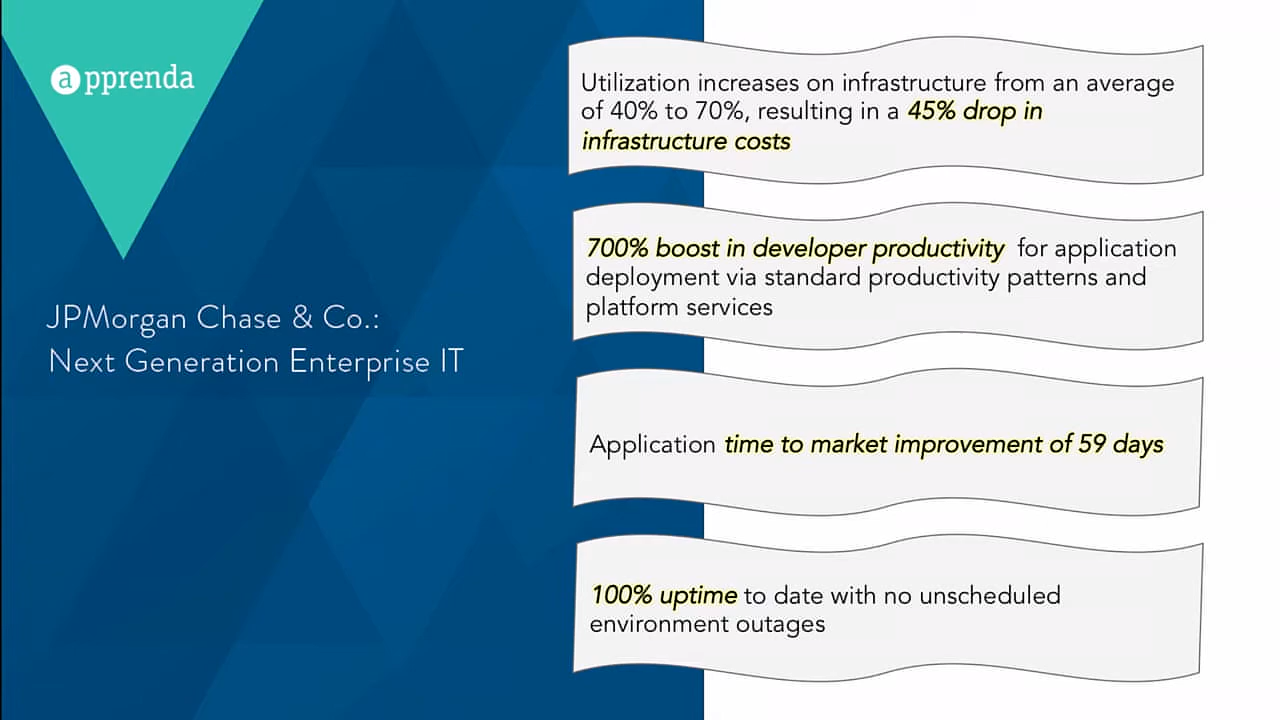 apprenda
JPMorgan Chase & Co.:
Next Generation Enterprise IT
Utilization increases on infrastructure from an average
of 40% to 70%, resulting in a 45% drop in
infrastructure costs
700% boost in developer productivity for application
deployment via standard productivity patterns and
platform services
Application time to market improvement of 59 days
100% uptime to date with no unscheduled
environment outages